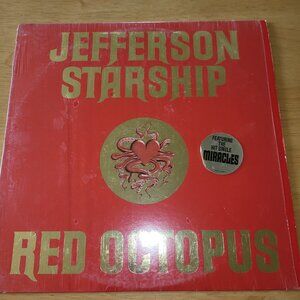 JEFFERSON
STARSHIP
FEATURING
THE
HIT SINGLE
MIRACLES
RED OCTOPUS